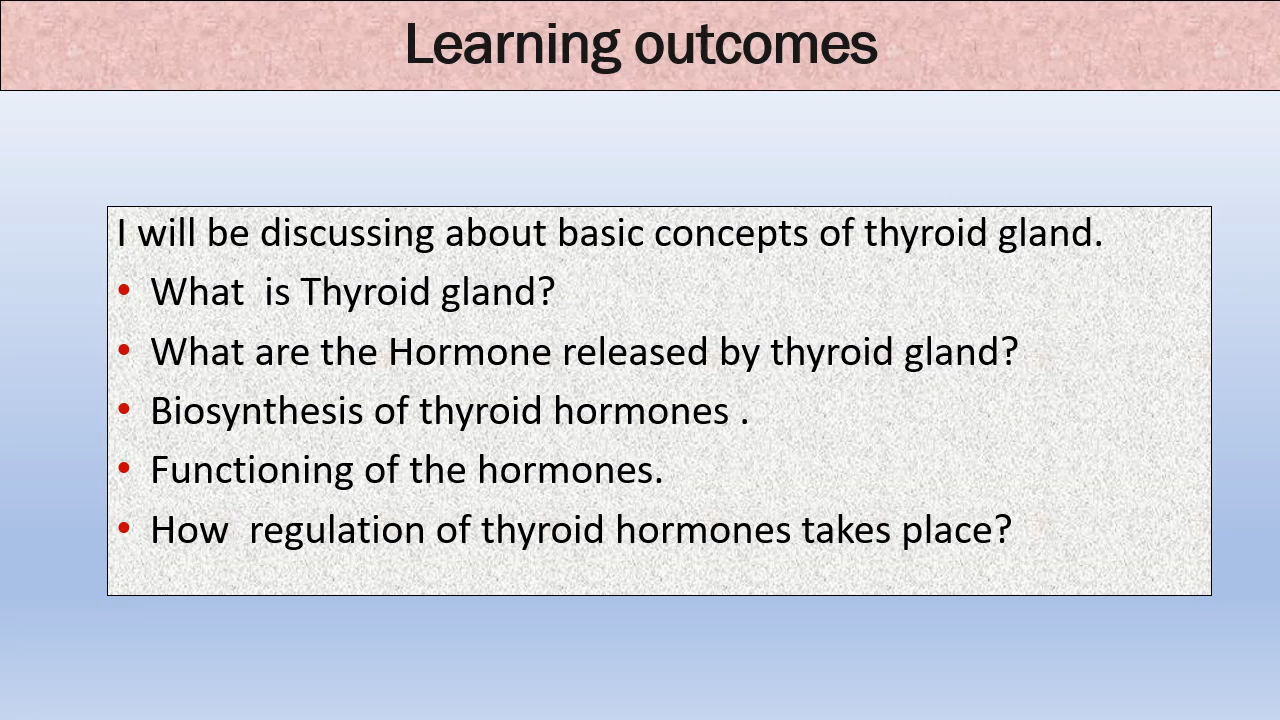 Learning outcomes
I will be discussing about basic concepts of thyroid gland.
• What  is Thyroid gland?
• What are the Hormone released by thyroid gland?
• Biosynthesis of thyroid hormones .
• Functioning of the hormones.
• How  regulation of thyroid hormones takes place?